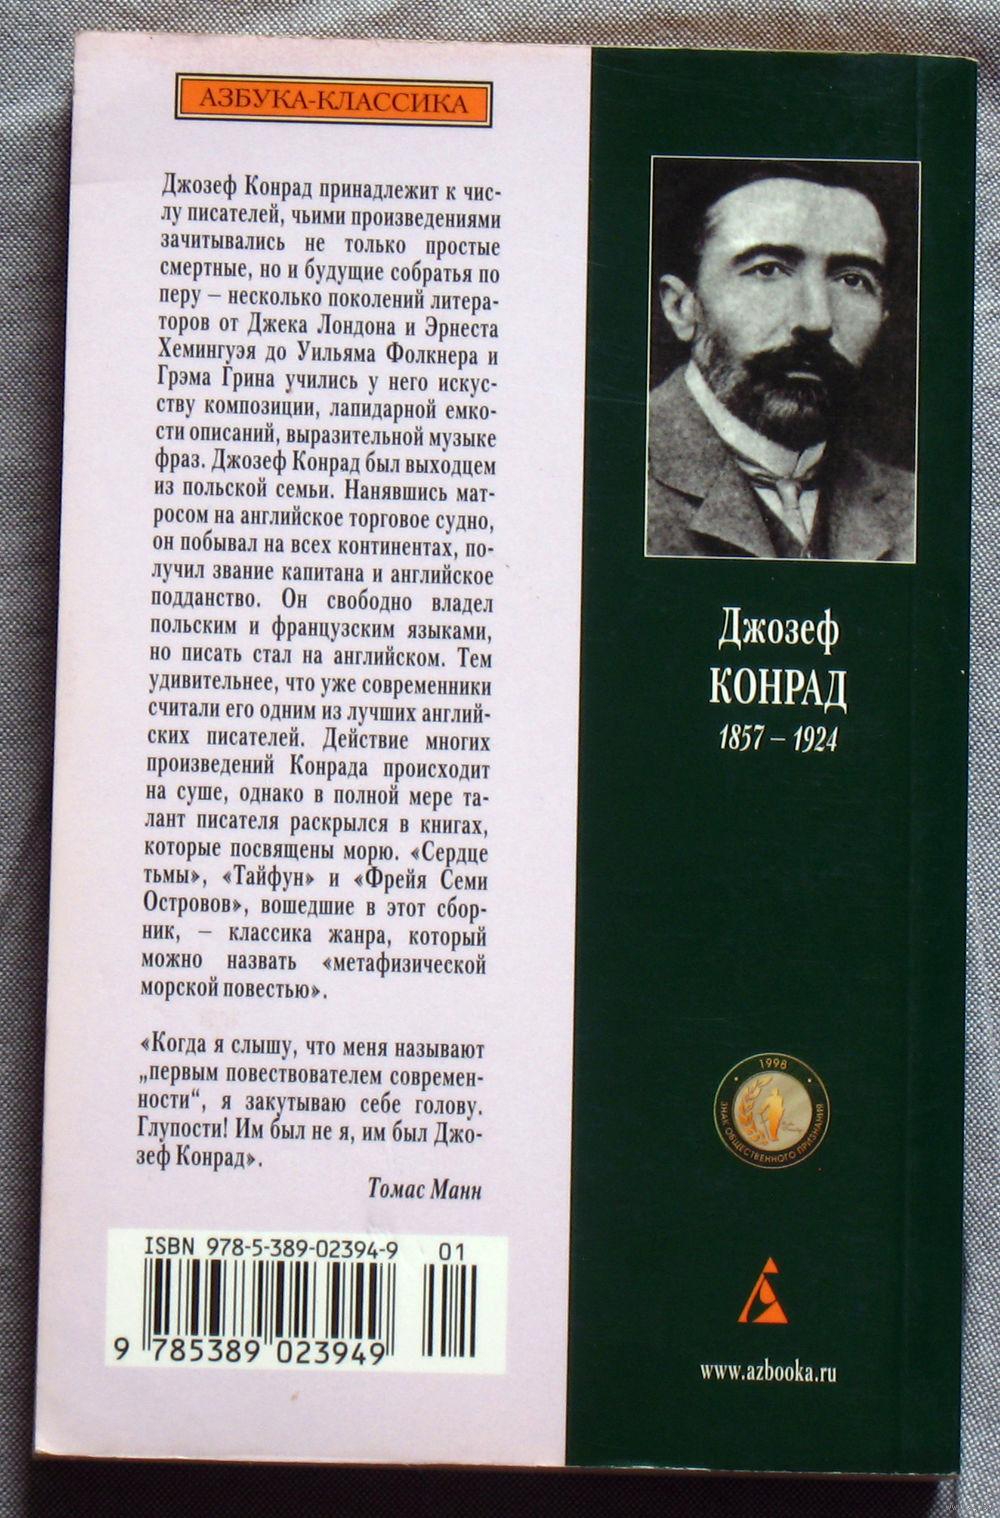 АЗБУКА-КЛАССИКА
Джозеф Конрад принадлежит к чис-
лу писателей, чьими произведениями
зачитывались не только простые
смертные, но и будущие собратья по
перу – несколько поколений литера-
торов от Джека Лондона и Эрнеста
Хемингуэя до Уильяма Фолкнера и
Грэма Грина учились у него искус-
ству композиции, лапидарной емко-
сти описаний, выразительной музыке
фраз. Джозеф Конрад был выходцем
из польской семьи. Нанявшись мат-
росом на английское торговое судно,
он побывал на всех континентах, по-
лучил звание капитана и английское
подданство. Он свободно владел
польским и французским языками,
но писать стал на английском. Тем
удивительнее, что уже современники
считали его одним из лучших англий-
ских писателей. Действие многих
произведений Конрада происходит
на суше, однако в полной мере та-
лант писателя раскрылся в книгах,
которые посвящены морю. «Сердце
тьмы», «Тайфун» и «Фрейя Семи
Островов», вошедшие в этот сбор-
ник, – классика жанра, который
можно назвать «метафизической
морской повестью».
«Когда я слышу, что меня называют
„первым повествователем современ-
ности“, я закутываю себе голову.
Глупости! Им был не я, им был Джо-
зеф Конрад».
Томас Манн
ISBN 978-5-389-02394-9 01
9 785389 023949
Джозеф
КОНРАД
1857 – 1924
1998
ЗНАК ОБЩЕСТВЕННОГО ПРИЗНАНИЯ
www.azbooka.ru